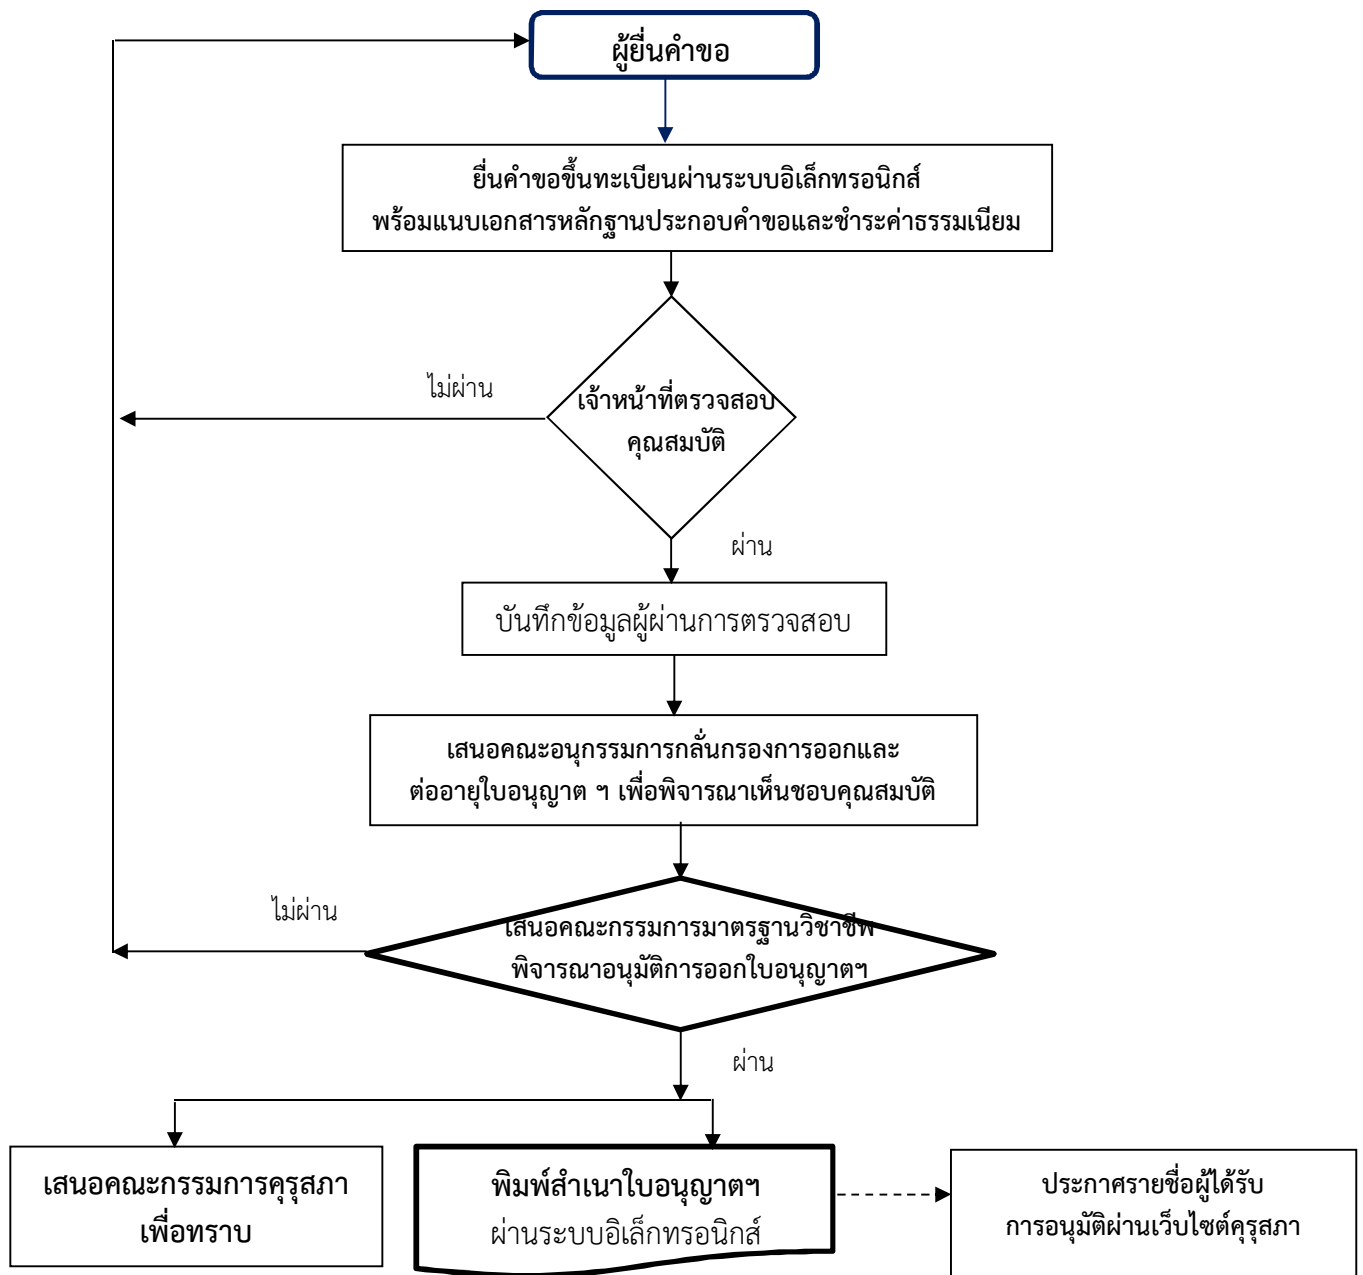 ผู้ยื่นคำขอ
ยื่นคำขอขึ้นทะเบียนผ่านระบบอิเล็กทรอนิกส์
พร้อมแนบเอกสารหลักฐานประกอบคำขอและชำระค่าธรรมเนียม
ไม่ผ่าน
เจ้าหน้าที่ตรวจสอบ
คุณสมบัติ
ผ่าน
บันทึกข้อมูลผู้ผ่านการตรวจสอบ
เสนอคณะอนุกรรมการกลั่นกรองการออกและ
ต่ออายุใบอนุญาต ฯ เพื่อพิจารณาเห็นชอบคุณสมบัติ
ไม่ผ่าน
เสนอคณะกรรมการมาตรฐานวิชาชีพ
พิจารณาอนุมัติการออกใบอนุญาตฯ
ผ่าน
เสนอคณะกรรมการคุรุสภา
เพื่อทราบ
พิมพ์สำเนาใบอนุญาตฯ
ผ่านระบบอิเล็กทรอนิกส์
ประกาศรายชื่อผู้ได้รับ
การอนุมัติผ่านเว็บไซต์คุรุสภา